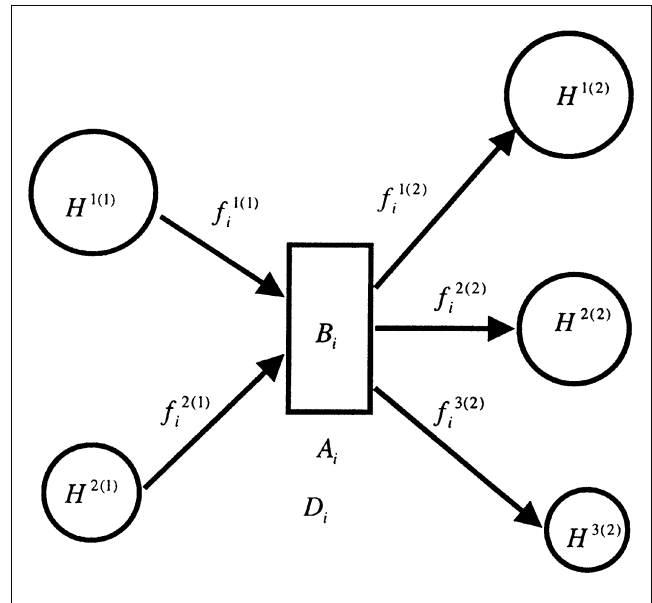 H^{1(2)}
H^{1(1)}
f_i^{1(1)}
f_i^{1(2)}
f_i^{2(2)}
B_i
H^{2(2)}
f_i^{2(1)}
f_i^{3(2)}
A_i
H^{2(1)}
D_i
H^{3(2)}